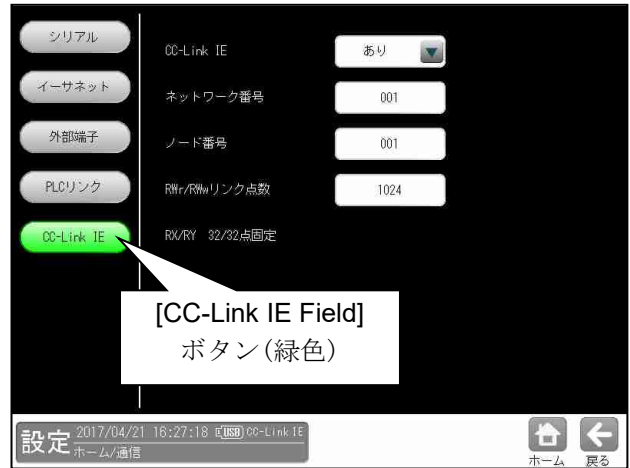 シリアル
イーサネット
外部端子
PLCリンク
CC-Link IE
CC-Link IE あり
ネットワーク番号 001
ノード番号 001
RWr/RWwリンク点数 1024
RX/RY 32/32点固定
[CC-Link IE Field]
ボタン(緑色)
設定 2017/04/21 16:27:18 E(USB)CC-Link IE
ホーム/通信
ホーム 戻る